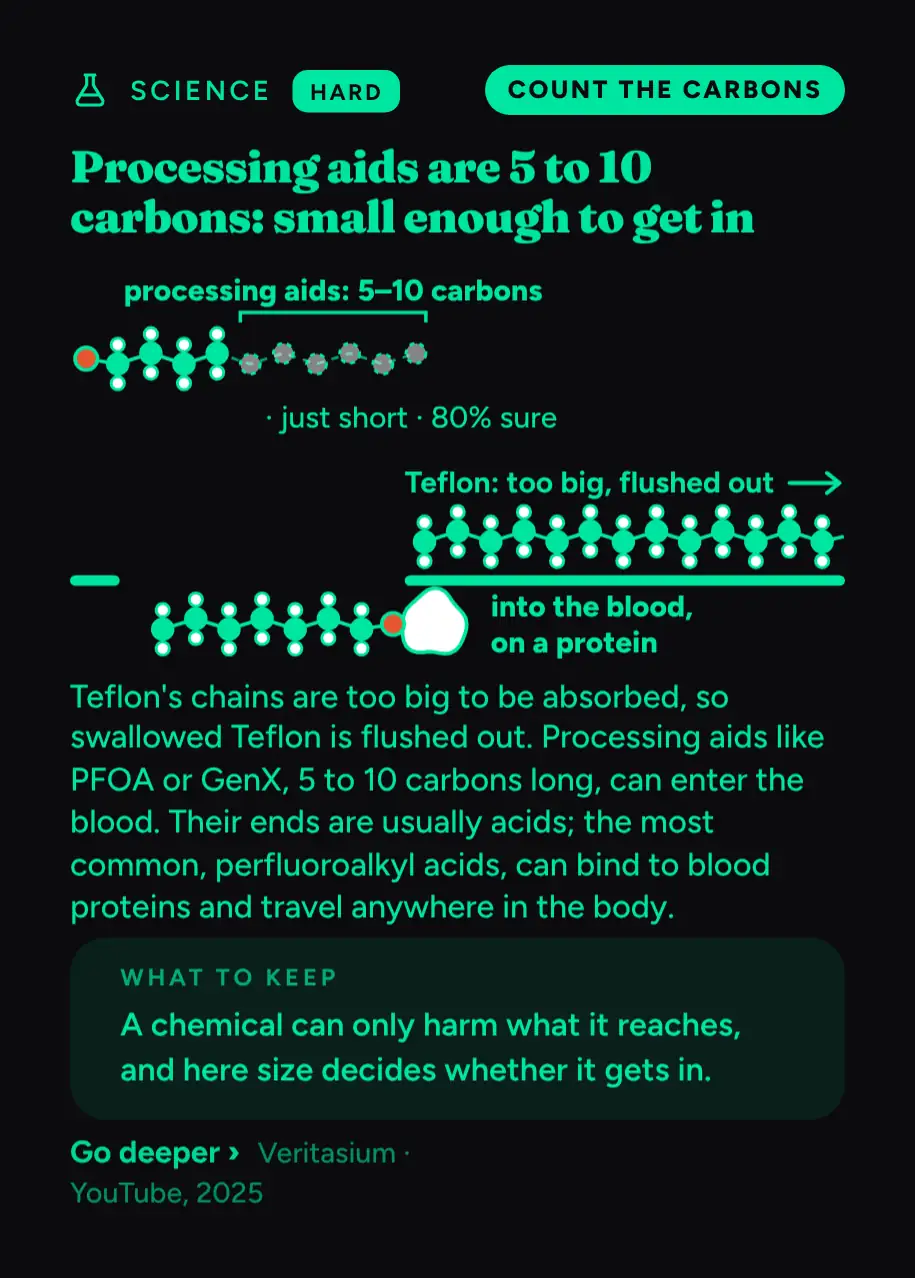 SCIENCE
HARD
COUNT THE CARBONS
Processing aids are 5 to 10
carbons: small enough to get in
processing aids: 5–10 carbons
· just short · 80% sure
Teflon: too big, flushed out →
into the blood,
on a protein
Teflon's chains are too big to be absorbed, so
swallowed Teflon is flushed out. Processing aids like
PFOA or GenX, 5 to 10 carbons long, can enter the
blood. Their ends are usually acids; the most
common, perfluoroalkyl acids, can bind to blood
proteins and travel anywhere in the body.
WHAT TO KEEP
A chemical can only harm what it reaches,
and here size decides whether it gets in.
Go deeper › Veritasium ·
YouTube, 2025